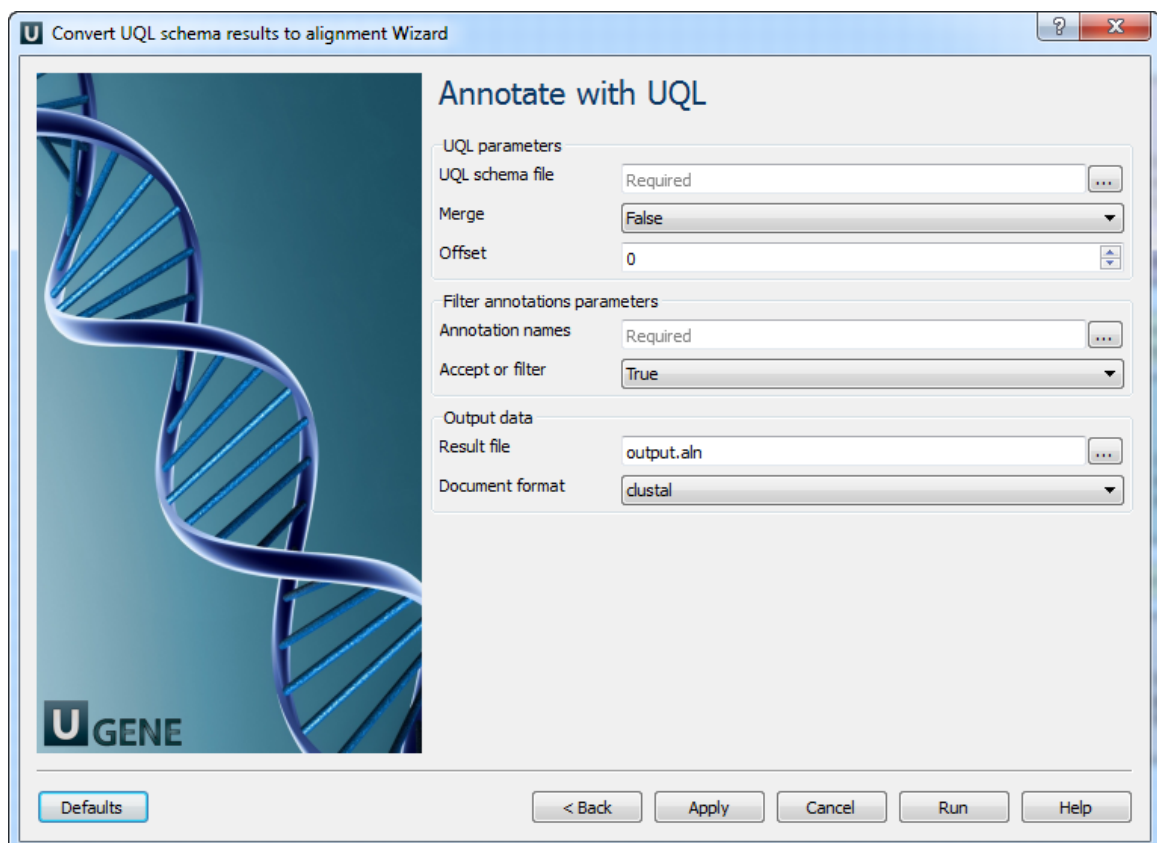 U Convert UQL schema results to alignment Wizard
?
X
Annotate with UQL
UQL parameters
UQL schema file Required ...
Merge False
Offset 0
Filter annotations parameters
Annotation names Required ...
Accept or filter True
Output data
Result file output.aln ...
Document format clustal
U GENE
Defaults < Back Apply Cancel Run Help